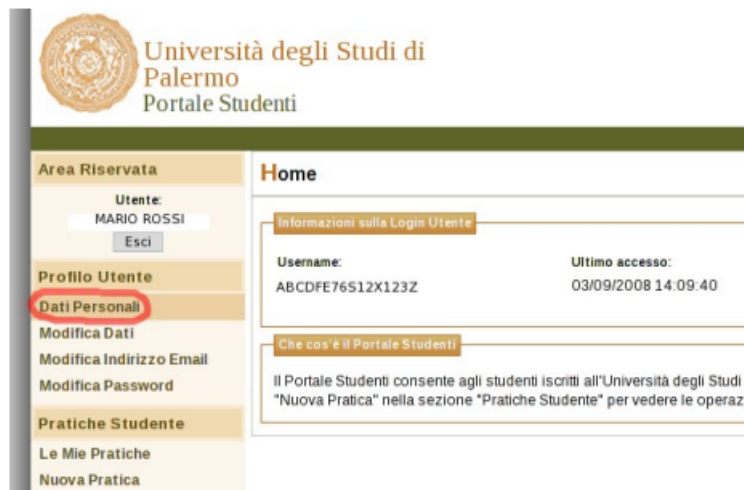 Università degli Studi di
Palermo
Portale Studenti
Area Riservata
Utente:
MARIO ROSSI
Esci
Profilo Utente
Dati Personali
Modifica Dati
Modifica Indirizzo Email
Modifica Password
Pratiche Studente
Le Mie Pratiche
Nuova Pratica
Home
Informazioni sulla Login Utente
Username:
Ultimo accesso:
ABCDFE76S12X123Z
03/09/2008 14:09:40
Che cos'è il Portale Studenti
Il Portale Studenti consente agli studenti iscritti all'Università degli Studi
"Nuova Pratica" nella sezione "Pratiche Studente" per vedere le operaz